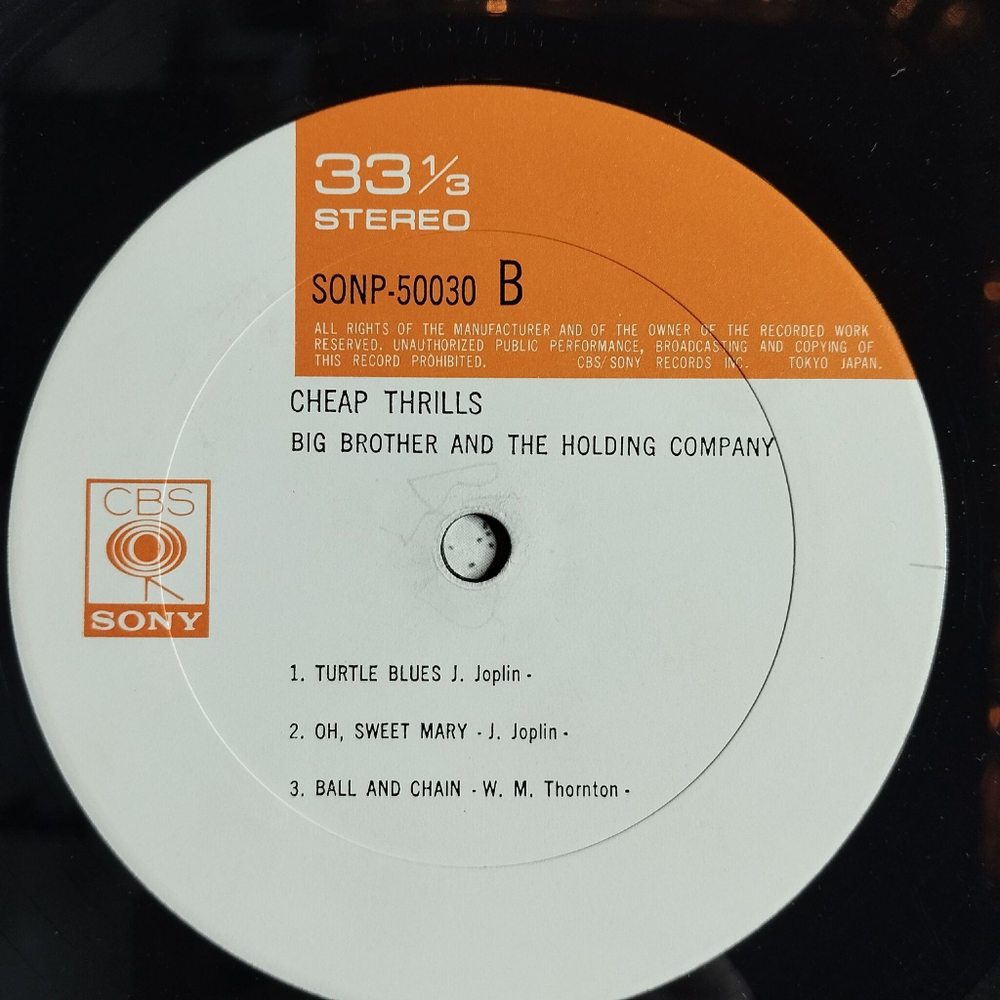 33 1/3
STEREO
SONP-50030 B
ALL RIGHTS OF THE MANUFACTURER AND OF THE OWNER OF THE RECORDED WORK
RESERVED. UNAUTHORIZED PUBLIC PERFORMANCE, BROADCASTING AND COPYING OF
THIS RECORD PROHIBITED. CBS/SONY RECORDS INC. TOKYO JAPAN.
CHEAP THRILLS
BIG BROTHER AND THE HOLDING COMPANY
CBS
SONY
1. TURTLE BLUES J. Joplin -
2. OH, SWEET MARY - J. Joplin -
3. BALL AND CHAIN - W. M. Thornton -